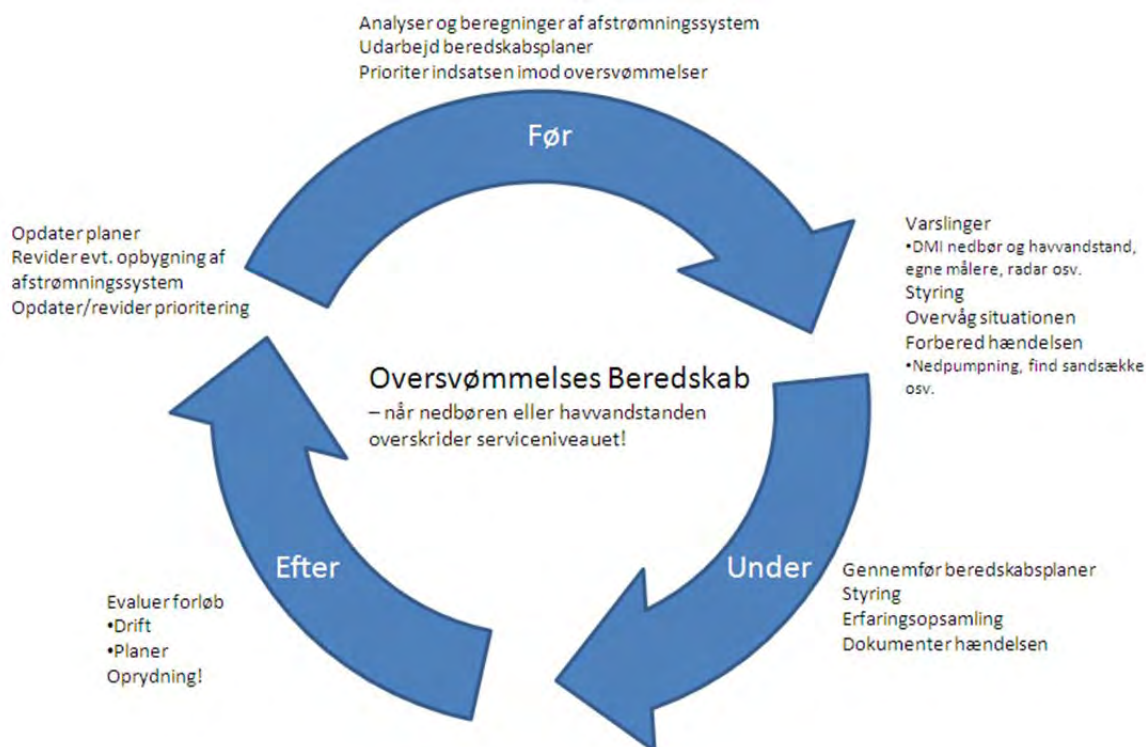 Analyser og beregninger af afstrømningssystem
Udarbejd beredskabsplaner
Prioriter indsatsen imod oversvømmelser
Før
Varslinger
•DMI nedbør og havvandstand,
egne målere, radar osv.
Styring
Overvåg situationen
Forbered hændelsen
•Nedpumpning, find sandsække
osv.
Opdater planer
Revider evt. opbygning af
afstrømningssystem
Opdater/revider prioritering
Oversvømmelses Beredskab
– når nedbøren eller havvandstanden
overskrider serviceniveauet!
Under
Gennemfør beredskabsplaner
Styring
Erfaringsopsamling
Dokumenter hændelsen
Efter
Evaluer forløb
•Drift
•Planer
Oprydning!